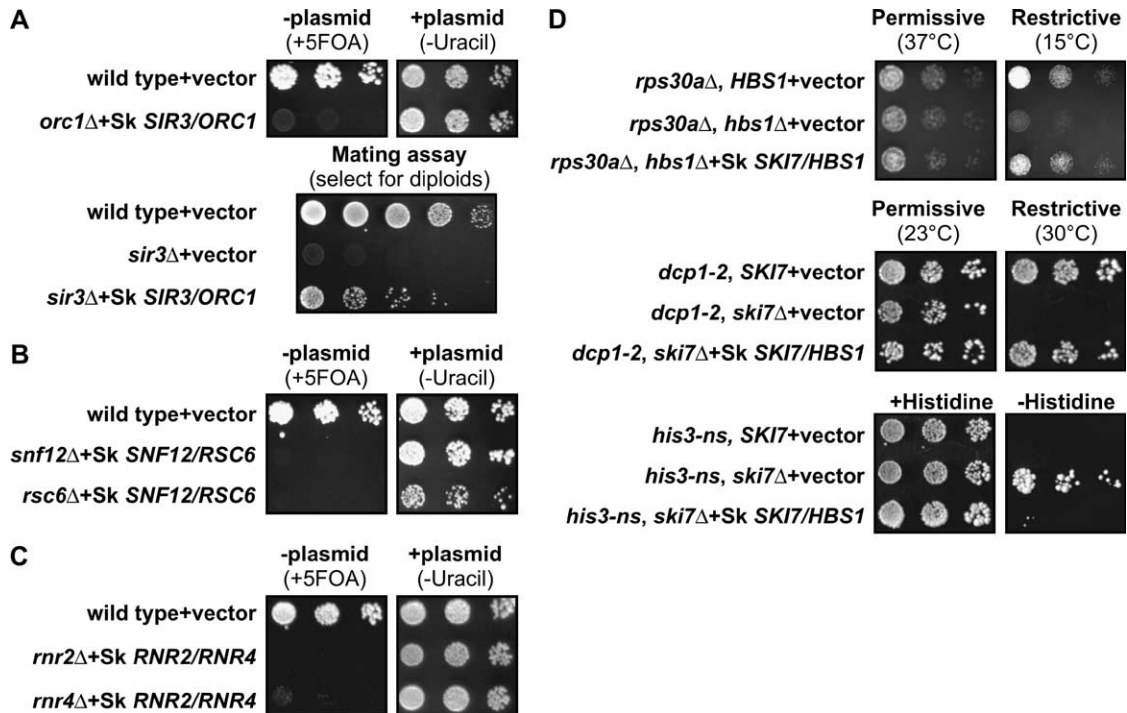 A
-plasmid
(+5FOA)
+plasmid
(-Uracil)
wild type+vector
orc1Δ+Sk SIR3/ORC1
Mating assay
(select for diploids)
wild type+vector
sir3Δ+vector
sir3Δ+Sk SIR3/ORC1
B
-plasmid
(+5FOA)
+plasmid
(-Uracil)
wild type+vector
snf12Δ+Sk SNF12/RSC6
rsc6Δ+Sk SNF12/RSC6
C
-plasmid
(+5FOA)
+plasmid
(-Uracil)
wild type+vector
rnr2Δ+Sk RNR2/RNR4
rnr4Δ+Sk RNR2/RNR4
D
Permissive
(37°C)
Restrictive
(15°C)
rps30aΔ, HBS1+vector
rps30aΔ, hbs1Δ+vector
rps30aΔ, hbs1Δ+Sk SKI7/HBS1
Permissive
(23°C)
Restrictive
(30°C)
dcp1-2, SKI7+vector
dcp1-2, ski7Δ+vector
dcp1-2, ski7Δ+Sk SKI7/HBS1
+Histidine
-Histidine
his3-ns, SKI7+vector
his3-ns, ski7Δ+vector
his3-ns, ski7Δ+Sk SKI7/HBS1